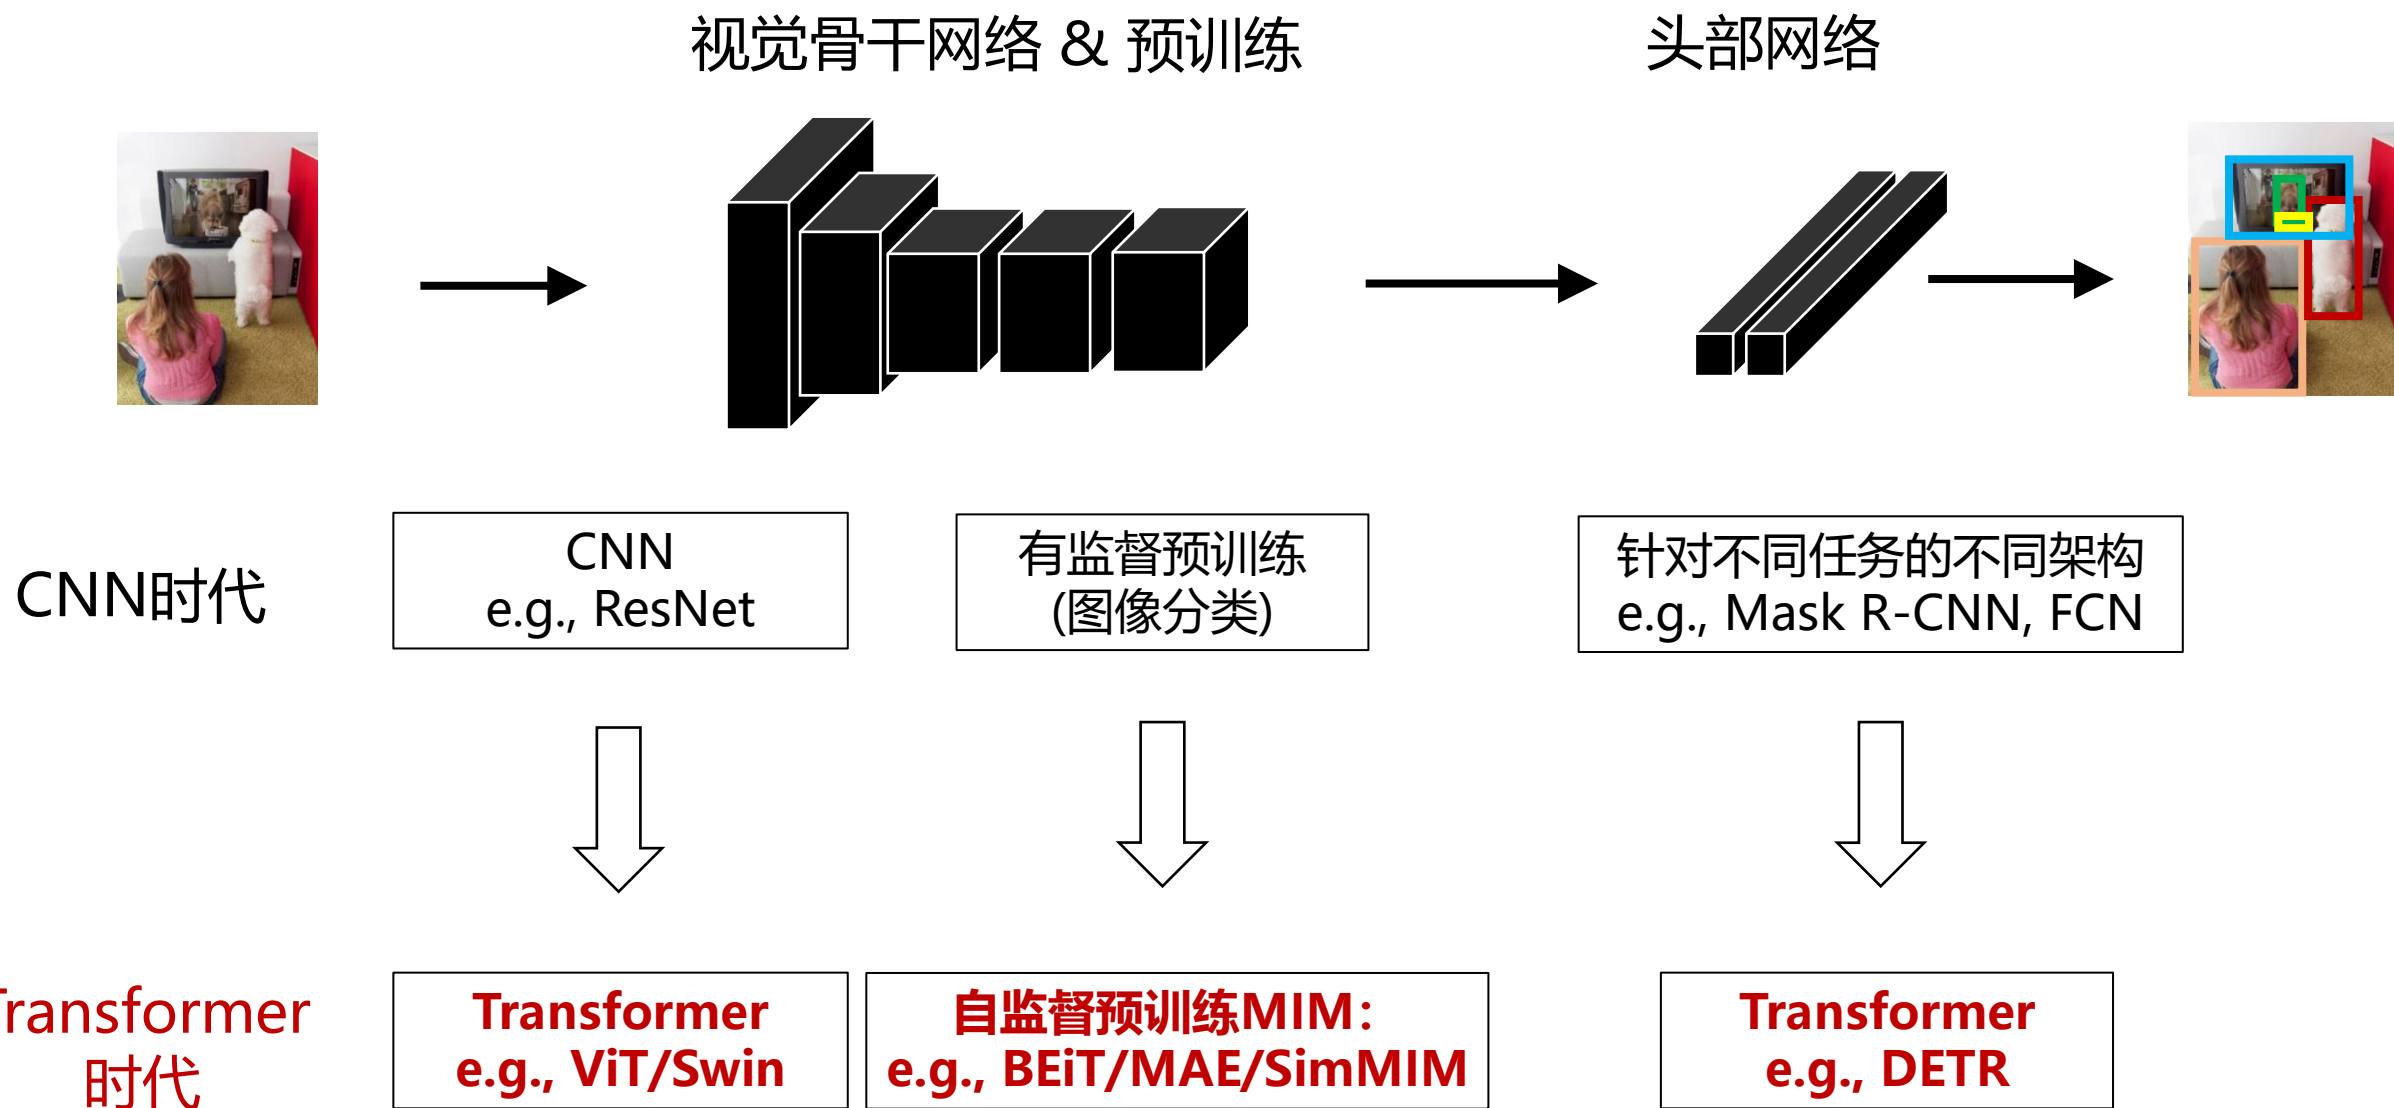 视觉骨干网络 & 预训练
头部网络
CNN时代
CNN
e.g., ResNet
有监督预训练
(图像分类)
针对不同任务的不同架构
e.g., Mask R-CNN, FCN
Transformer
时代
Transformer
e.g., ViT/Swin
自监督预训练MIM：
e.g., BEiT/MAE/SimMIM
Transformer
e.g., DETR